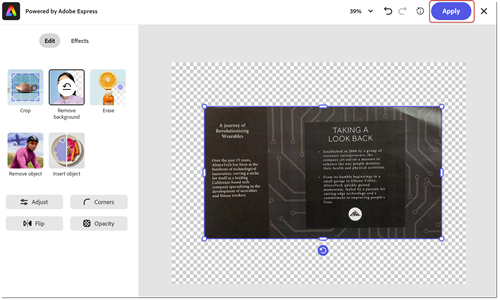 Powered by Adobe Express
39%
Apply
Edit
Effects
Crop
Remove
background
Erase
Remove object
Insert object
Adjust
Corners
Flip
Opacity
A journey of
Revolutionizing
Wearables
Over the past 15 years,
AliansTech has been at the
forefront of technological
innovation, carving a niche
for itself as a leading
California-based tech
company specializing in the
development of wearables
and fitness trackers.
TAKING A
LOOK BACK
Established in 2008 by a group of
visionary entrepreneurs, the
company set out on a mission to
enhance the way people monitor
their health and physical activities.
From its humble beginnings in a
small garage in Silicon Valley,
quickly gained
momentum, fueled by a passion for
cutting-edge technology and a
commitment to improving people's
lives.